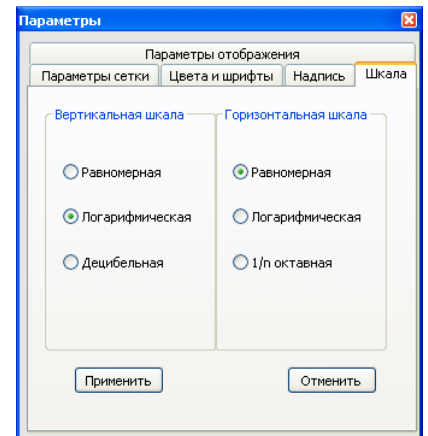 Параметры
Параметры отображения
Параметры сетки Цвета и шрифты Надпись Шкала
Вертикальная шкала Горизонтальная шкала
Равномерная Равномерная
Логарифмическая Логарифмическая
Децибельная 1/n октавная
Применить Отменить